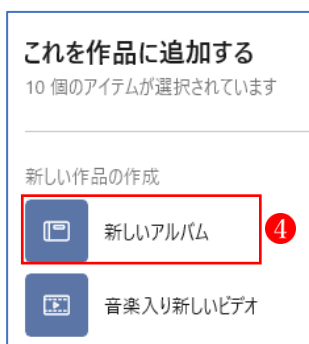 これを作品に追加する
10 個のアイテムが選択されています
新しい作品の作成
新しいアルバム
4
音楽入り新しいビデオ